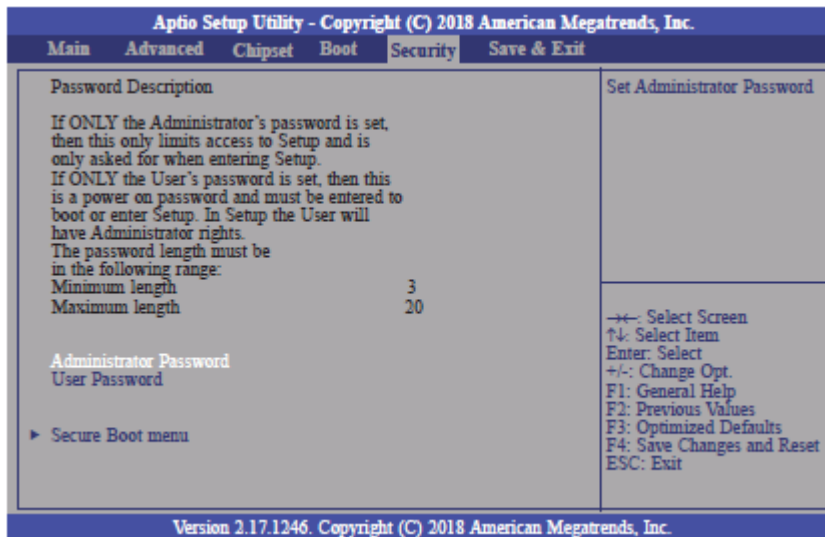 Aptio Setup Utility - Copyright (C) 2018 American Megatrends, Inc.
Main Advanced Chipset Boot Security Save & Exit
Password Description
If ONLY the Administrator's password is set,
then this only limits access to Setup and is
only asked for when entering Setup.
If ONLY the User's password is set, then this
is a power on password and must be entered to
boot or enter Setup. In Setup the User will
have Administrator rights.
The password length must be
in the following range:
Minimum length 3
Maximum length 20
Administrator Password
User Password
► Secure Boot menu
Set Administrator Password
→←: Select Screen
↑↓: Select Item
Enter: Select
+/-: Change Opt.
F1: General Help
F2: Previous Values
F3: Optimized Defaults
F4: Save Changes and Reset
ESC: Exit
Version 2.17.1246. Copyright (C) 2018 American Megatrends, Inc.